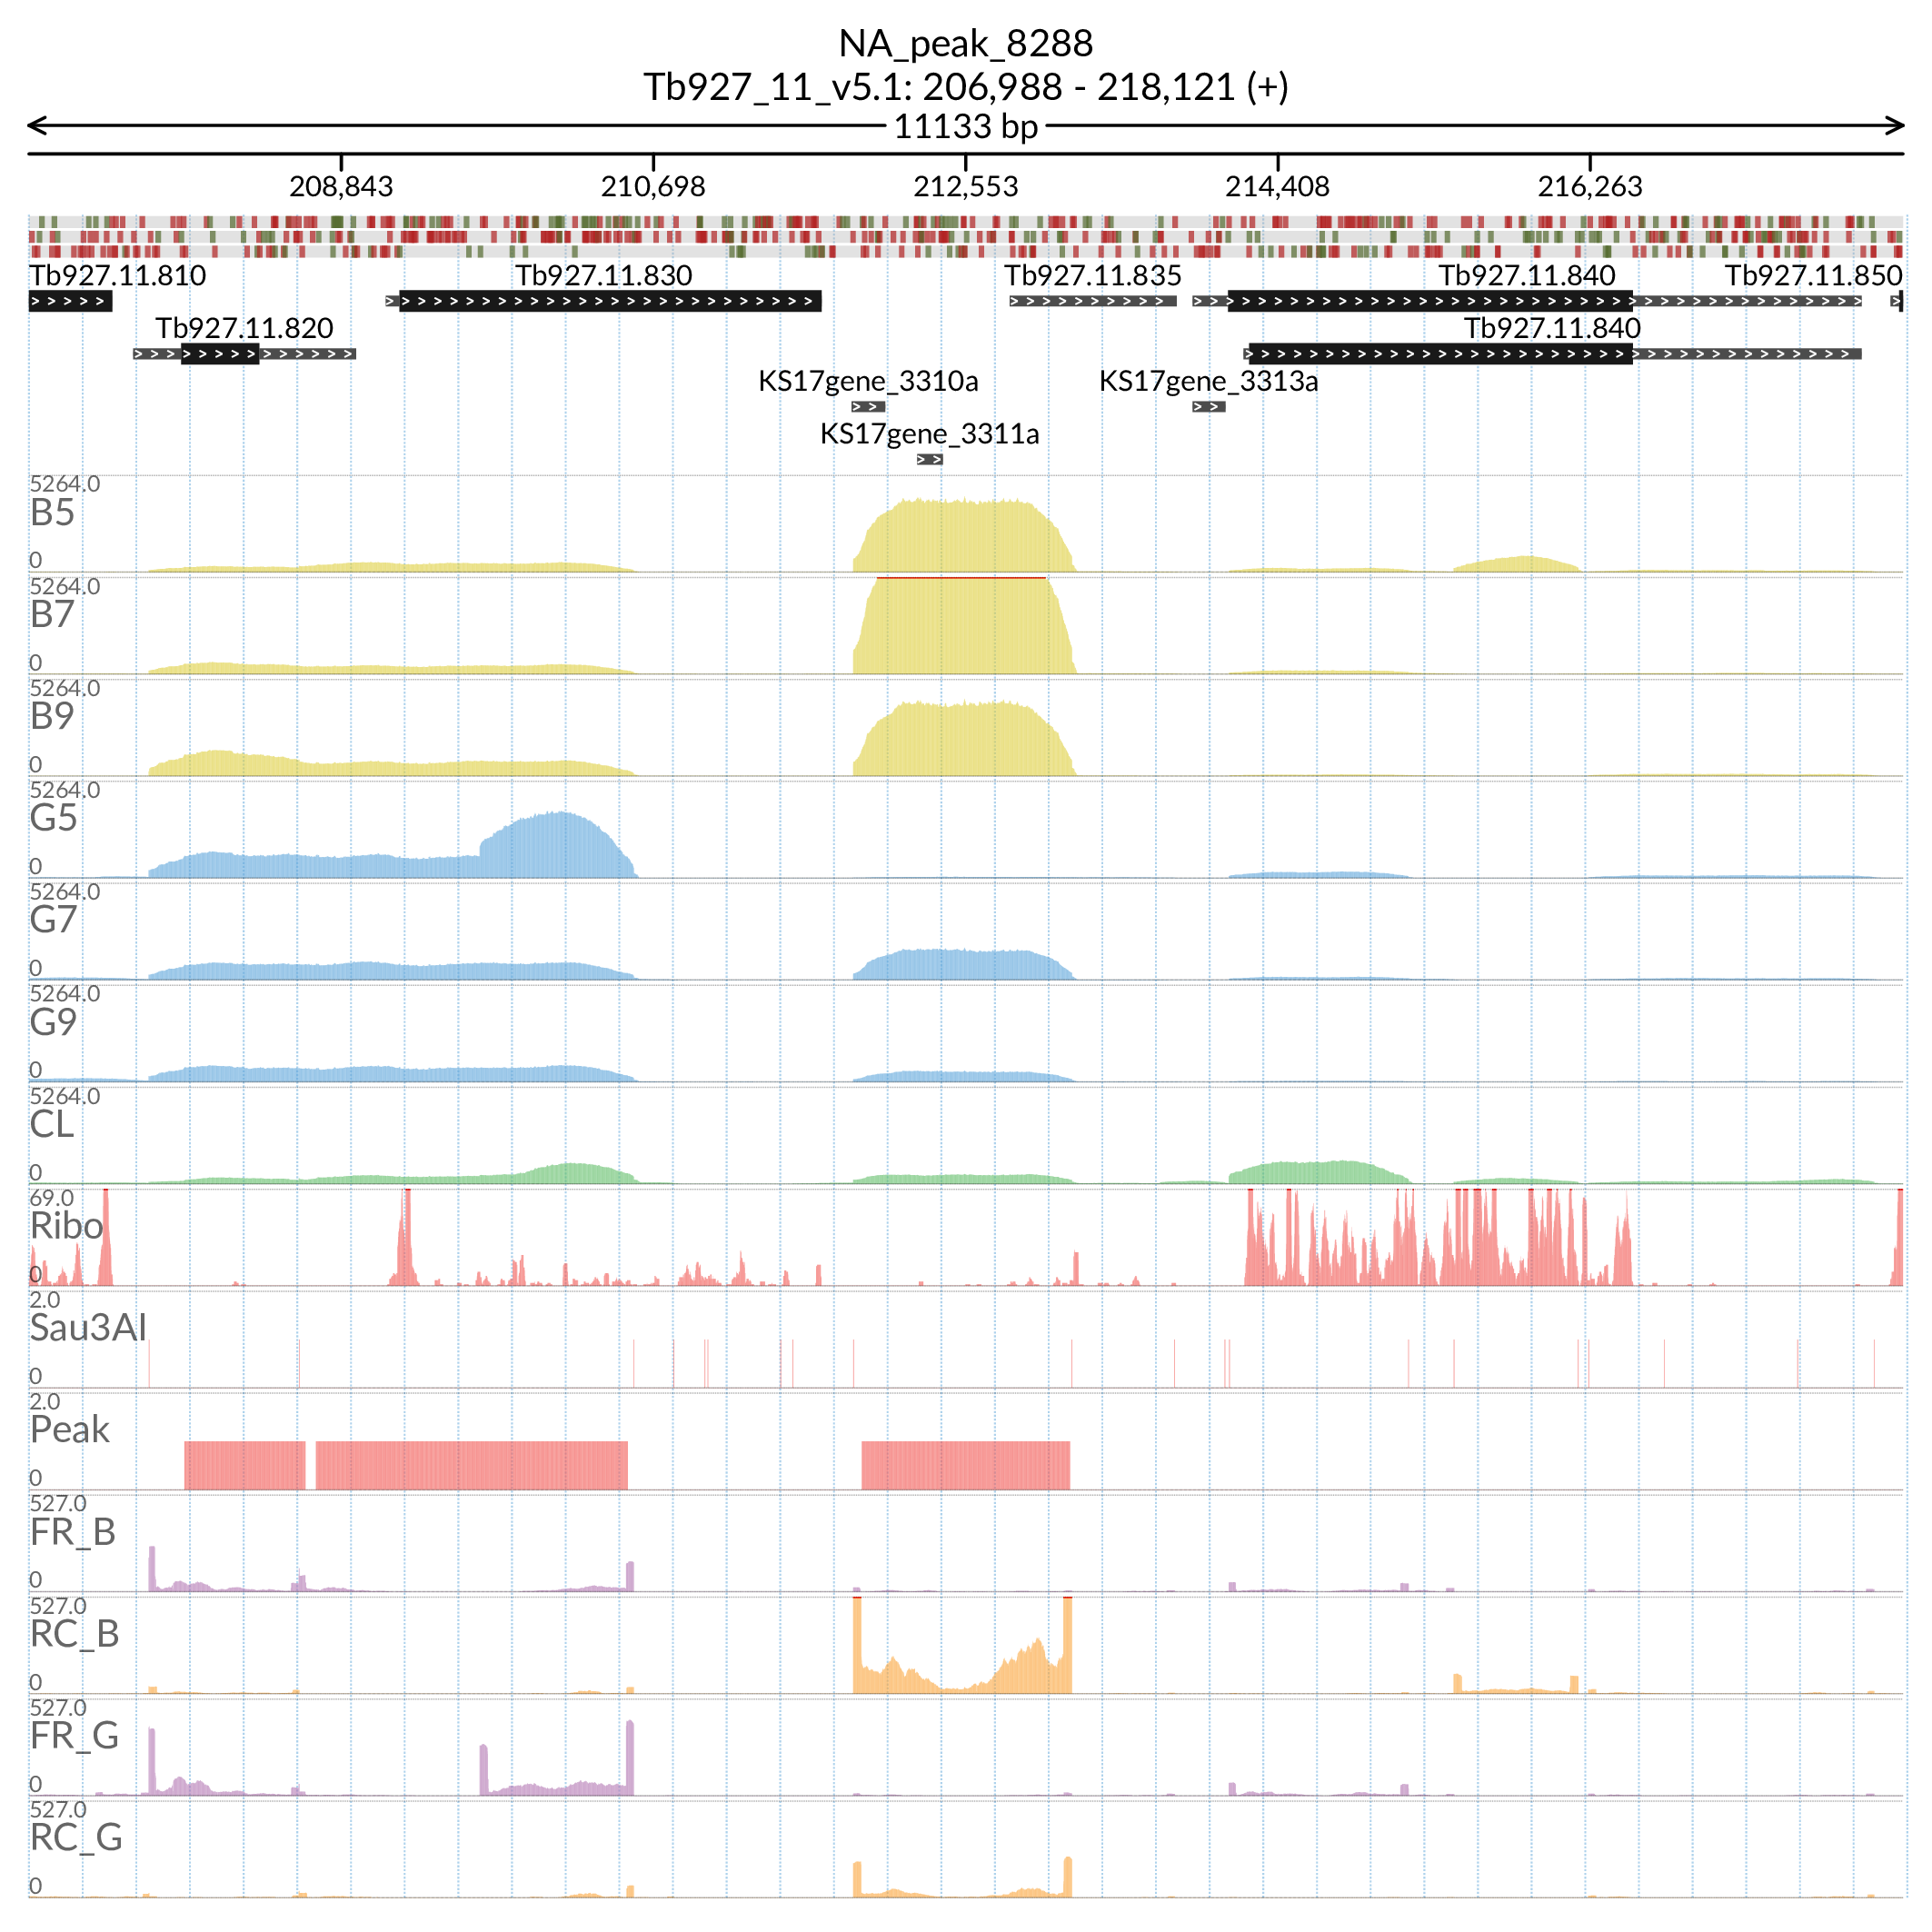 NA_peak_8288
Tb927_11_v5.1: 206,988 - 218,121 (+)
11133 bp
208,843 210,698 212,553 214,408 216,263
Tb927.11.810 Tb927.11.830 Tb927.11.835 Tb927.11.840 Tb927.11.850
Tb927.11.820 Tb927.11.840
KS17gene_3310a KS17gene_3313a
KS17gene_3311a
5264.0
B5
0
5264.0
B7
0
5264.0
B9
0
5264.0
G5
0
5264.0
G7
0
5264.0
G9
0
5264.0
CL
0
69.0
Ribo
0
2.0
Sau3AI
0
2.0
Peak
0
527.0
FR_B
0
527.0
RC_B
0
527.0
FR_G
0
527.0
RC_G
0